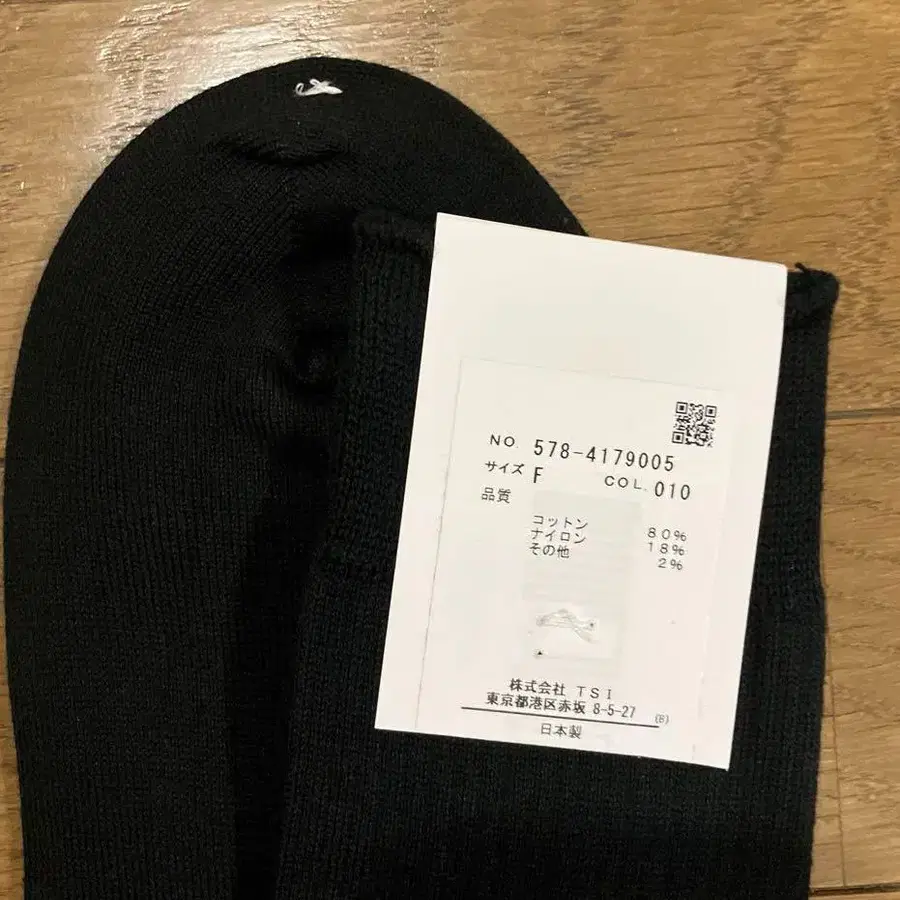 NO. 578-4179005
サイズ F COL. 010
品質
コットン 80%
ナイロン 18%
その他 2%
株式会社 TSI
東京都港区赤坂 8-5-27 (B)
日本製